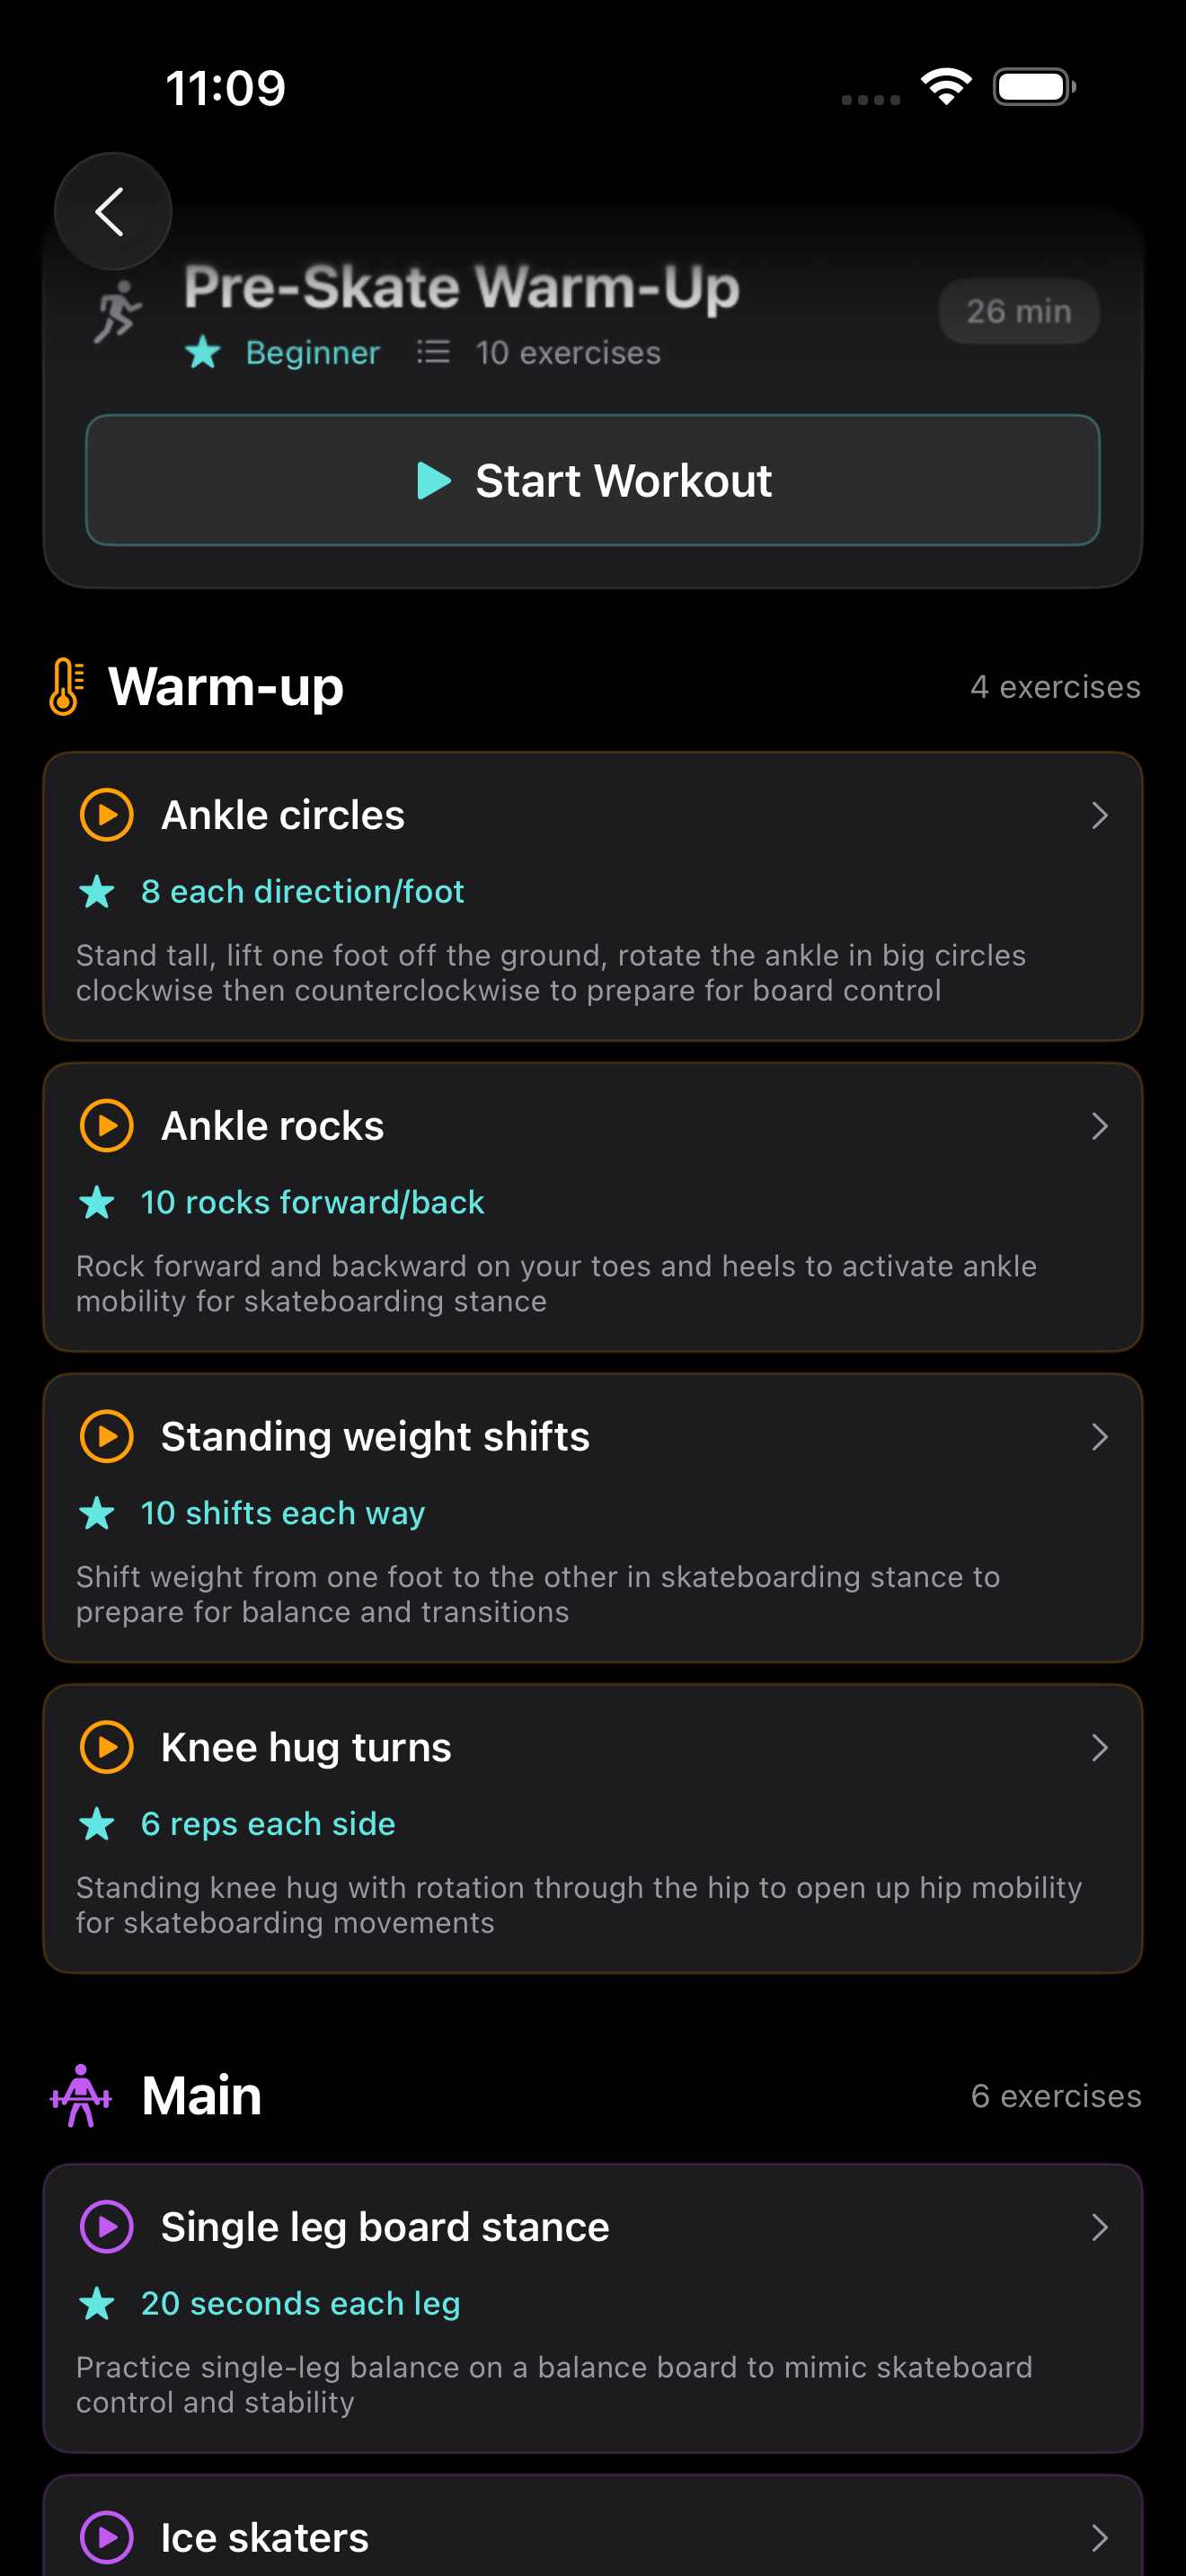 11:09
Pre-Skate Warm-Up
26 min
Beginner 10 exercises
Start Workout
Warm-up
4 exercises
Ankle circles
8 each direction/foot
Stand tall, lift one foot off the ground, rotate the ankle in big circles
clockwise then counterclockwise to prepare for board control
Ankle rocks
10 rocks forward/back
Rock forward and backward on your toes and heels to activate ankle
mobility for skateboarding stance
Standing weight shifts
10 shifts each way
Shift weight from one foot to the other in skateboarding stance to
prepare for balance and transitions
Knee hug turns
6 reps each side
Standing knee hug with rotation through the hip to open up hip mobility
for skateboarding movements
Main
6 exercises
Single leg board stance
20 seconds each leg
Practice single-leg balance on a balance board to mimic skateboard
control and stability
Ice skaters